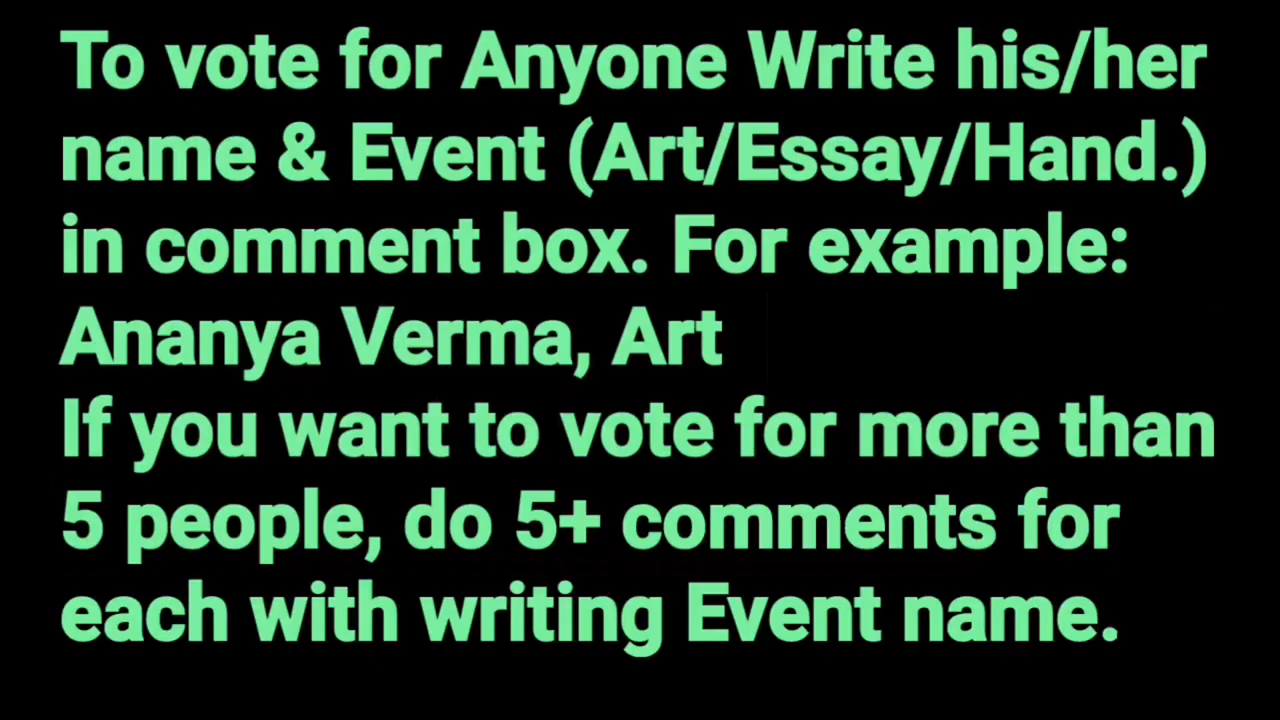 To vote for Anyone Write his/her
name & Event (Art/Essay/Hand.)
in comment box. For example:
Ananya Verma, Art
If you want to vote for more than
5 people, do 5+ comments for
each with writing Event name.